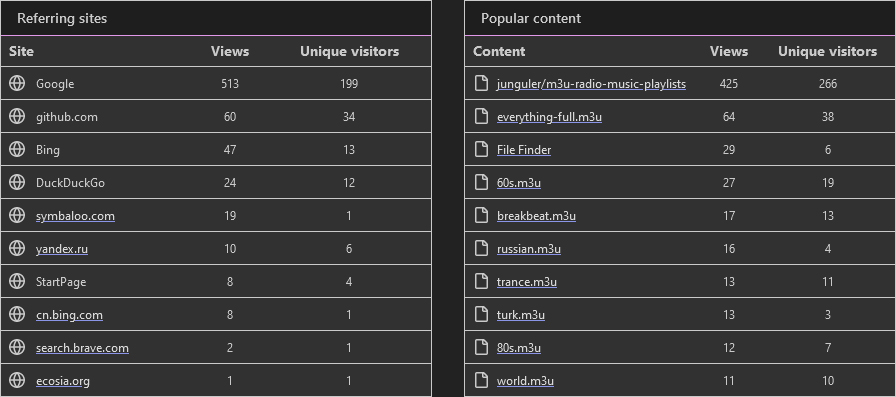 Referring sites
Site Views Unique visitors
Google 513 199
github.com 60 34
Bing 47 13
DuckDuckGo 24 12
symbaloo.com 19 1
yandex.ru 10 6
StartPage 8 4
cn.bing.com 8 1
search.brave.com 2 1
ecosia.org 1 1
Popular content
Content Views Unique visitors
junguler/m3u-radio-music-playlists 425 266
everything-full.m3u 64 38
File Finder 29 6
60s.m3u 27 19
breakbeat.m3u 17 13
russian.m3u 16 4
trance.m3u 13 11
turk.m3u 13 3
80s.m3u 12 7
world.m3u 11 10